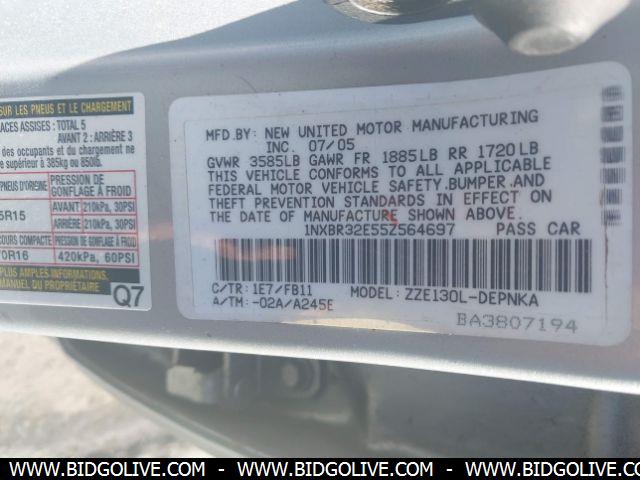 SUR LES PNEUS ET LE CHARGEMENT
ACES ASSISES: TOTAL 5
AVANT 2: ARRIÈRE 3
nt et du chargement ne
supérieur à 385kg ou 850lb.
PNEUS D'ORIGINE PRESSION DE GONFLAGE À FROID
5R15 AVANT 210kPa, 30PSI
ARRIÈRE 210kPa, 30PSI
COURS COMPACTE PRESSION DE GONFLAGE À FROID
70R16 420kPa, 60PSI
PLUS AMPLES INFORMATIONS,
MANUEL DU PROPRIÉTAIRE.
Q7
MFD.BY: NEW UNITED MOTOR MANUFACTURING
INC. 07/05
GVWR 3585LB GAWR FR 1885LB RR 1720LB
THIS VEHICLE CONFORMS TO ALL APPLICABLE
FEDERAL MOTOR VEHICLE SAFETY,BUMPER,AND
THEFT PREVENTION STANDARDS IN EFFECT ON
THE DATE OF MANUFACTURE SHOWN ABOVE.
1NXBR32E55Z564697 PASS CAR
C/TR: 1E7/FB11 MODEL: ZZE130L-DEPNKA
A/TM: -02A/A245E
BA3807194
WWW.BIDGOLIVE.COM - WWW.BIDGOLIVE.COM - WWW.BIDGOLIVE.COM